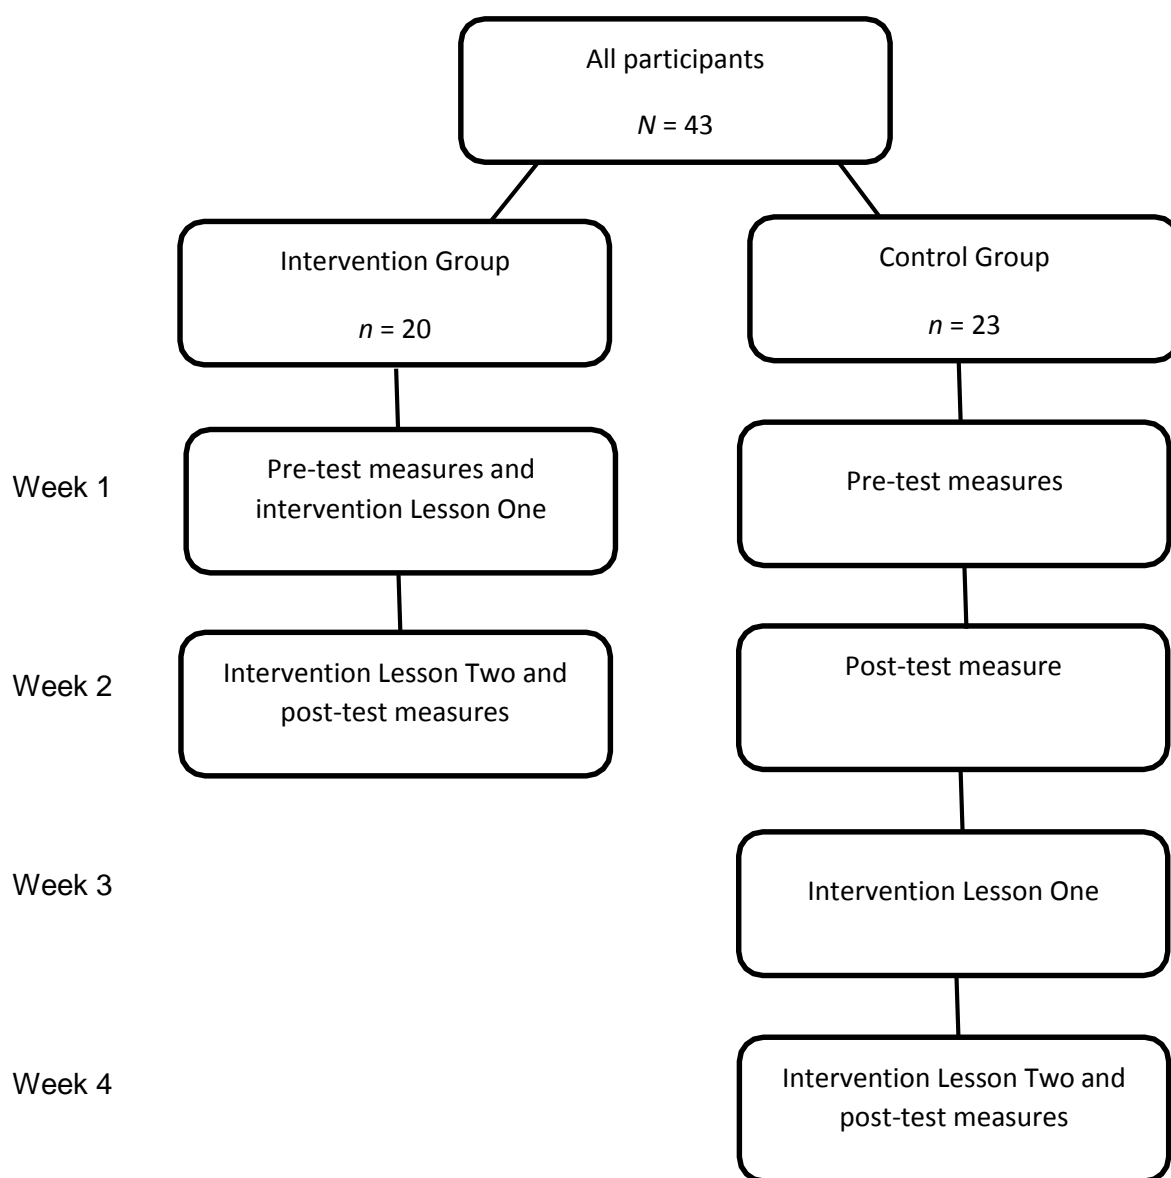 All participants
N = 43
Intervention Group
n = 20
Control Group
n = 23
Week 1
Pre-test measures and
intervention Lesson One
Pre-test measures
Week 2
Intervention Lesson Two and
post-test measures
Post-test measure
Week 3
Intervention Lesson One
Week 4
Intervention Lesson Two and
post-test measures